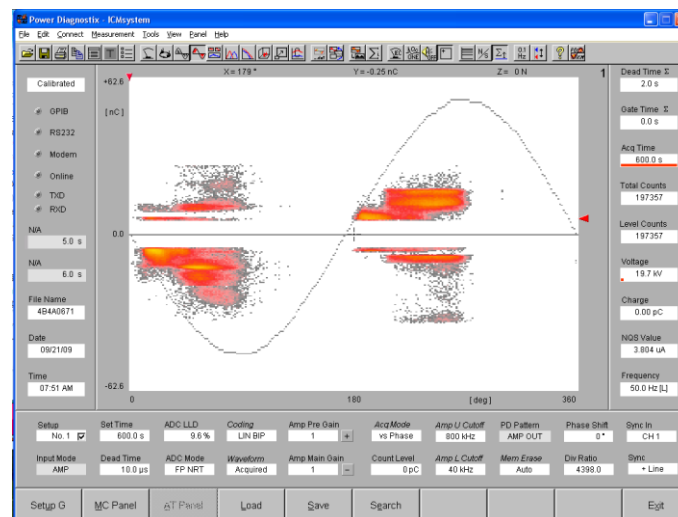 Power Diagnostix - ICMsystem
File Edit Connect Measurement Tools View Panel Help
X= 179 ° Y= -0.25 nC Z= 0 N 1
+62.6
[nC]
0.0
-62.6
0 180 [deg] 360
Calibrated
GPIB
RS232
Modem
Online
TXD
RXD
N/A
5.0 s
N/A
6.0 s
File Name
4B4A0671
Date
09/21/09
Time
07:51 AM
Dead Time Σ
2.0 s
Gate Time Σ
0.0 s
Acq Time
600.0 s
Total Counts
197357
Level Counts
197357
Voltage
19.7 kV
Charge
0.00 pC
NQS Value
3.804 uA
Frequency
50.0 Hz [L]
Setup Set Time ADC LLD Coding Amp Pre Gain Acq Mode Amp U Cutoff PD Pattern Phase Shift Sync In
No. 1 600.0 s 9.6 % LIN BIP 1 + vs Phase 800 kHz AMP OUT 0 ° CH 1
Input Mode Dead Time ADC Mode Waveform Amp Main Gain Count Level Amp L Cutoff Mem Erase Div Ratio Sync
AMP 10.0 µs FP NRT Acquired 1 - 0 pC 40 kHz Auto 4398.0 + Line
Setup G MC Panel AT Panel Load Save Search Exit